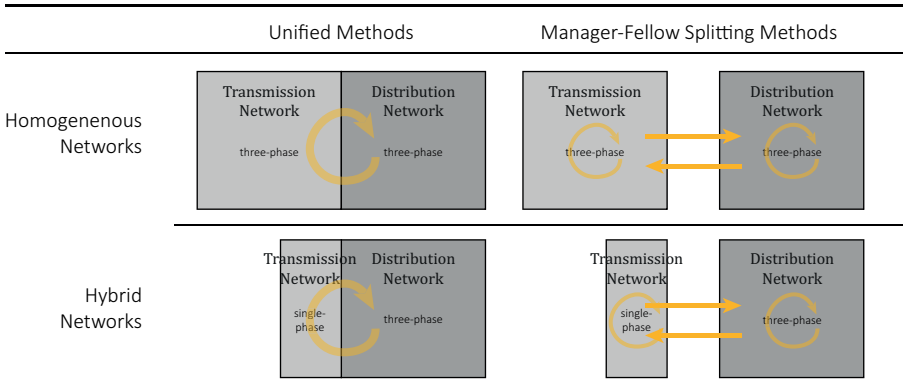 Unified Methods
Manager-Fellow Splitting Methods
Homogenenous
Networks
Transmission
Network
three-phase
Distribution
Network
three-phase
Transmission
Network
three-phase
Distribution
Network
three-phase
Hybrid
Networks
Transmission
Network
single-
phase
Distribution
Network
three-phase
Transmission
Network
single-
phase
Distribution
Network
three-phase